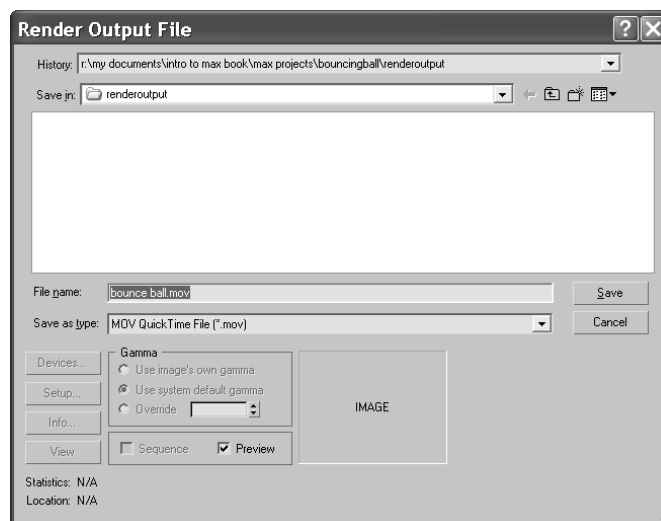 Render Output File
History: r:\my documents\intro to max book\max projects\bouncingball\renderoutput
Save in: renderoutput
File name: bounce ball.mov Save
Save as type: MOV QuickTime File (*.mov) Cancel
Devices...
Setup...
Info...
View
Gamma
Use image's own gamma
Use system default gamma
Override
Sequence Preview
IMAGE
Statistics: N/A
Location: N/A